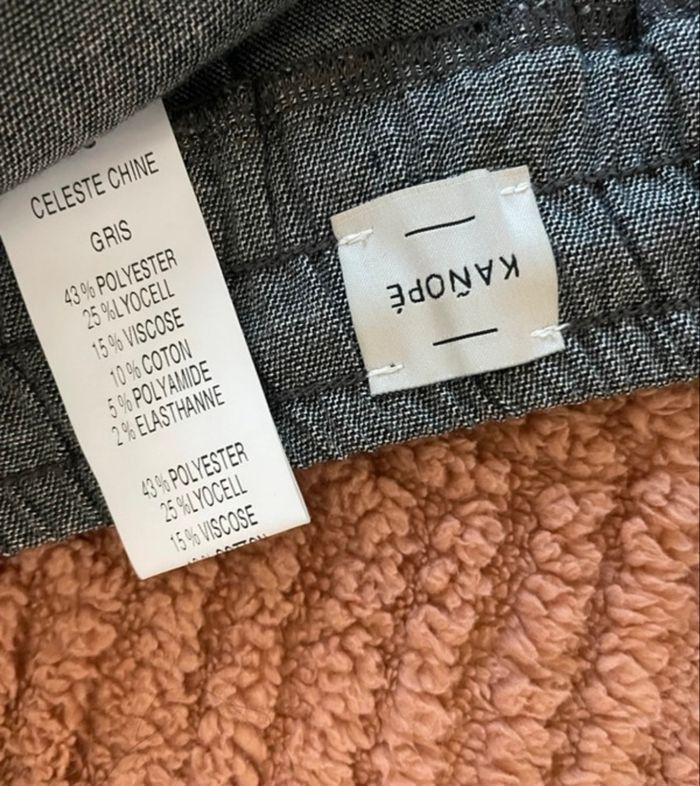 CELESTE CHINE
GRIS
43% POLYESTER
25%LYOCELL
15% VISCOSE
10% COTON
5% POLYAMIDE
2% ELASTHANNE
43% POLYESTER
25%LYOCELL
15% VISCOSE
KAÑOPÉ